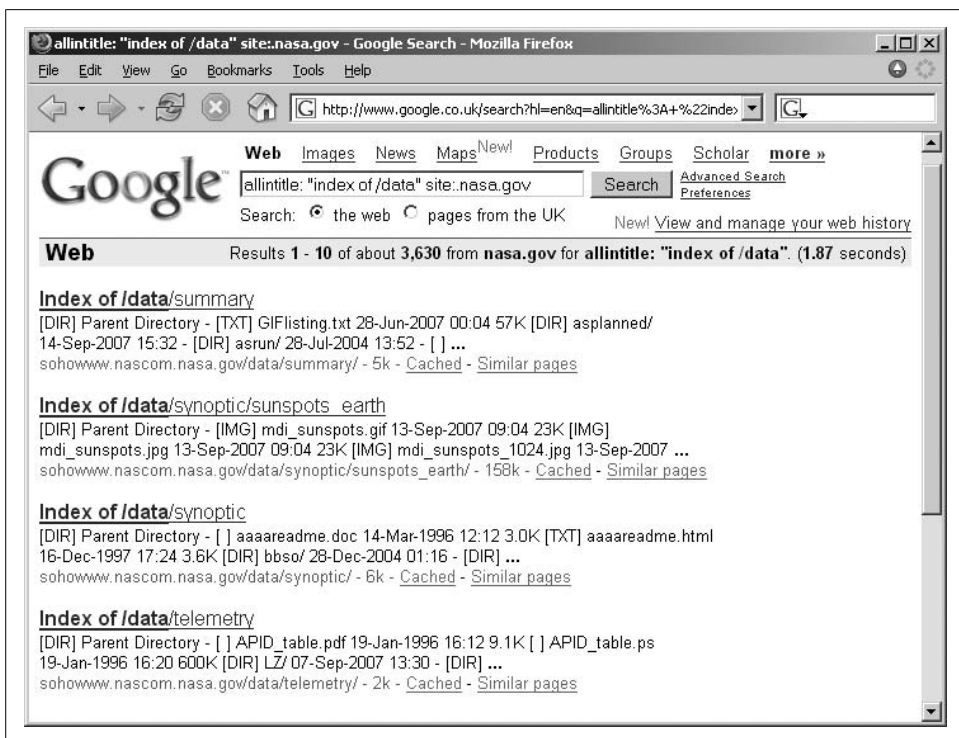 allintitle: "index of /data" site:.nasa.gov - Google Search - Mozilla Firefox
File Edit View Go Bookmarks Tools Help
G http://www.google.co.uk/search?hl=en&q=allintitle%3A+%22inde G
Web Images News Maps New! Products Groups Scholar more »
Google™ allintitle: "index of /data" site:.nasa.gov Search Advanced Search
Preferences
Search: the web pages from the UK
New! View and manage your web history
Web Results 1 - 10 of about 3,630 from nasa.gov for allintitle: "index of /data". (1.87 seconds)
Index of /data/summary
[DIR] Parent Directory - [TXT] GIFlisting.txt 28-Jun-2007 00:04 57K [DIR] asplanned/
14-Sep-2007 15:32 - [DIR] asrun/ 28-Jul-2004 13:52 - [ ] ...
sohowww.nascom.nasa.gov/data/summary/ - 5k - Cached - Similar pages
Index of /data/synoptic/sunspots_earth
[DIR] Parent Directory - [IMG] mdi_sunspots.gif 13-Sep-2007 09:04 23K [IMG]
mdi_sunspots.jpg 13-Sep-2007 09:04 23K [IMG] mdi_sunspots_1024.jpg 13-Sep-2007 ...
sohowww.nascom.nasa.gov/data/synoptic/sunspots_earth/ - 158k - Cached - Similar pages
Index of /data/synoptic
[DIR] Parent Directory - [ ] aaaareadme.doc 14-Mar-1996 12:12 3.0K [TXT] aaaareadme.html
16-Dec-1997 17:24 3.6K [DIR] bbso/ 28-Dec-2004 01:16 - [DIR] ...
sohowww.nascom.nasa.gov/data/synoptic/ - 6k - Cached - Similar pages
Index of /data/telemetry
[DIR] Parent Directory - [ ] APID_table.pdf 19-Jan-1996 16:12 9.1K [ ] APID_table.ps
19-Jan-1996 16:20 600K [DIR] LZ/ 07-Sep-2007 13:30 - [DIR] ...
sohowww.nascom.nasa.gov/data/telemetry/ - 2k - Cached - Similar pages